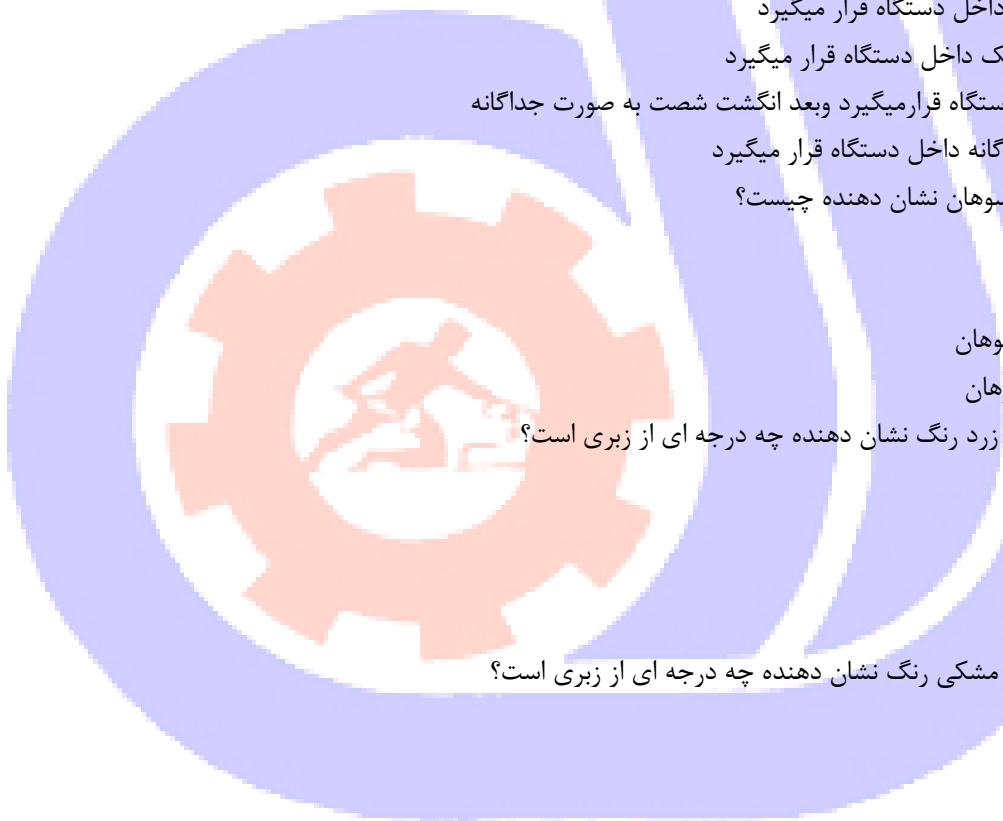 داخل دستگاه قرار میگیرد
ک داخل دستگاه قرار میگیرد
ستگاه قرارمیگیرد وبعد انگشت شصت به صورت جداگانه
گانه داخل دستگاه قرار میگیرد
سوهان نشان دهنده چیست؟
وهان
هان
زرد رنگ نشان دهنده چه درجه ای از زبری است؟
مشکی رنگ نشان دهنده چه درجه ای از زبری است؟